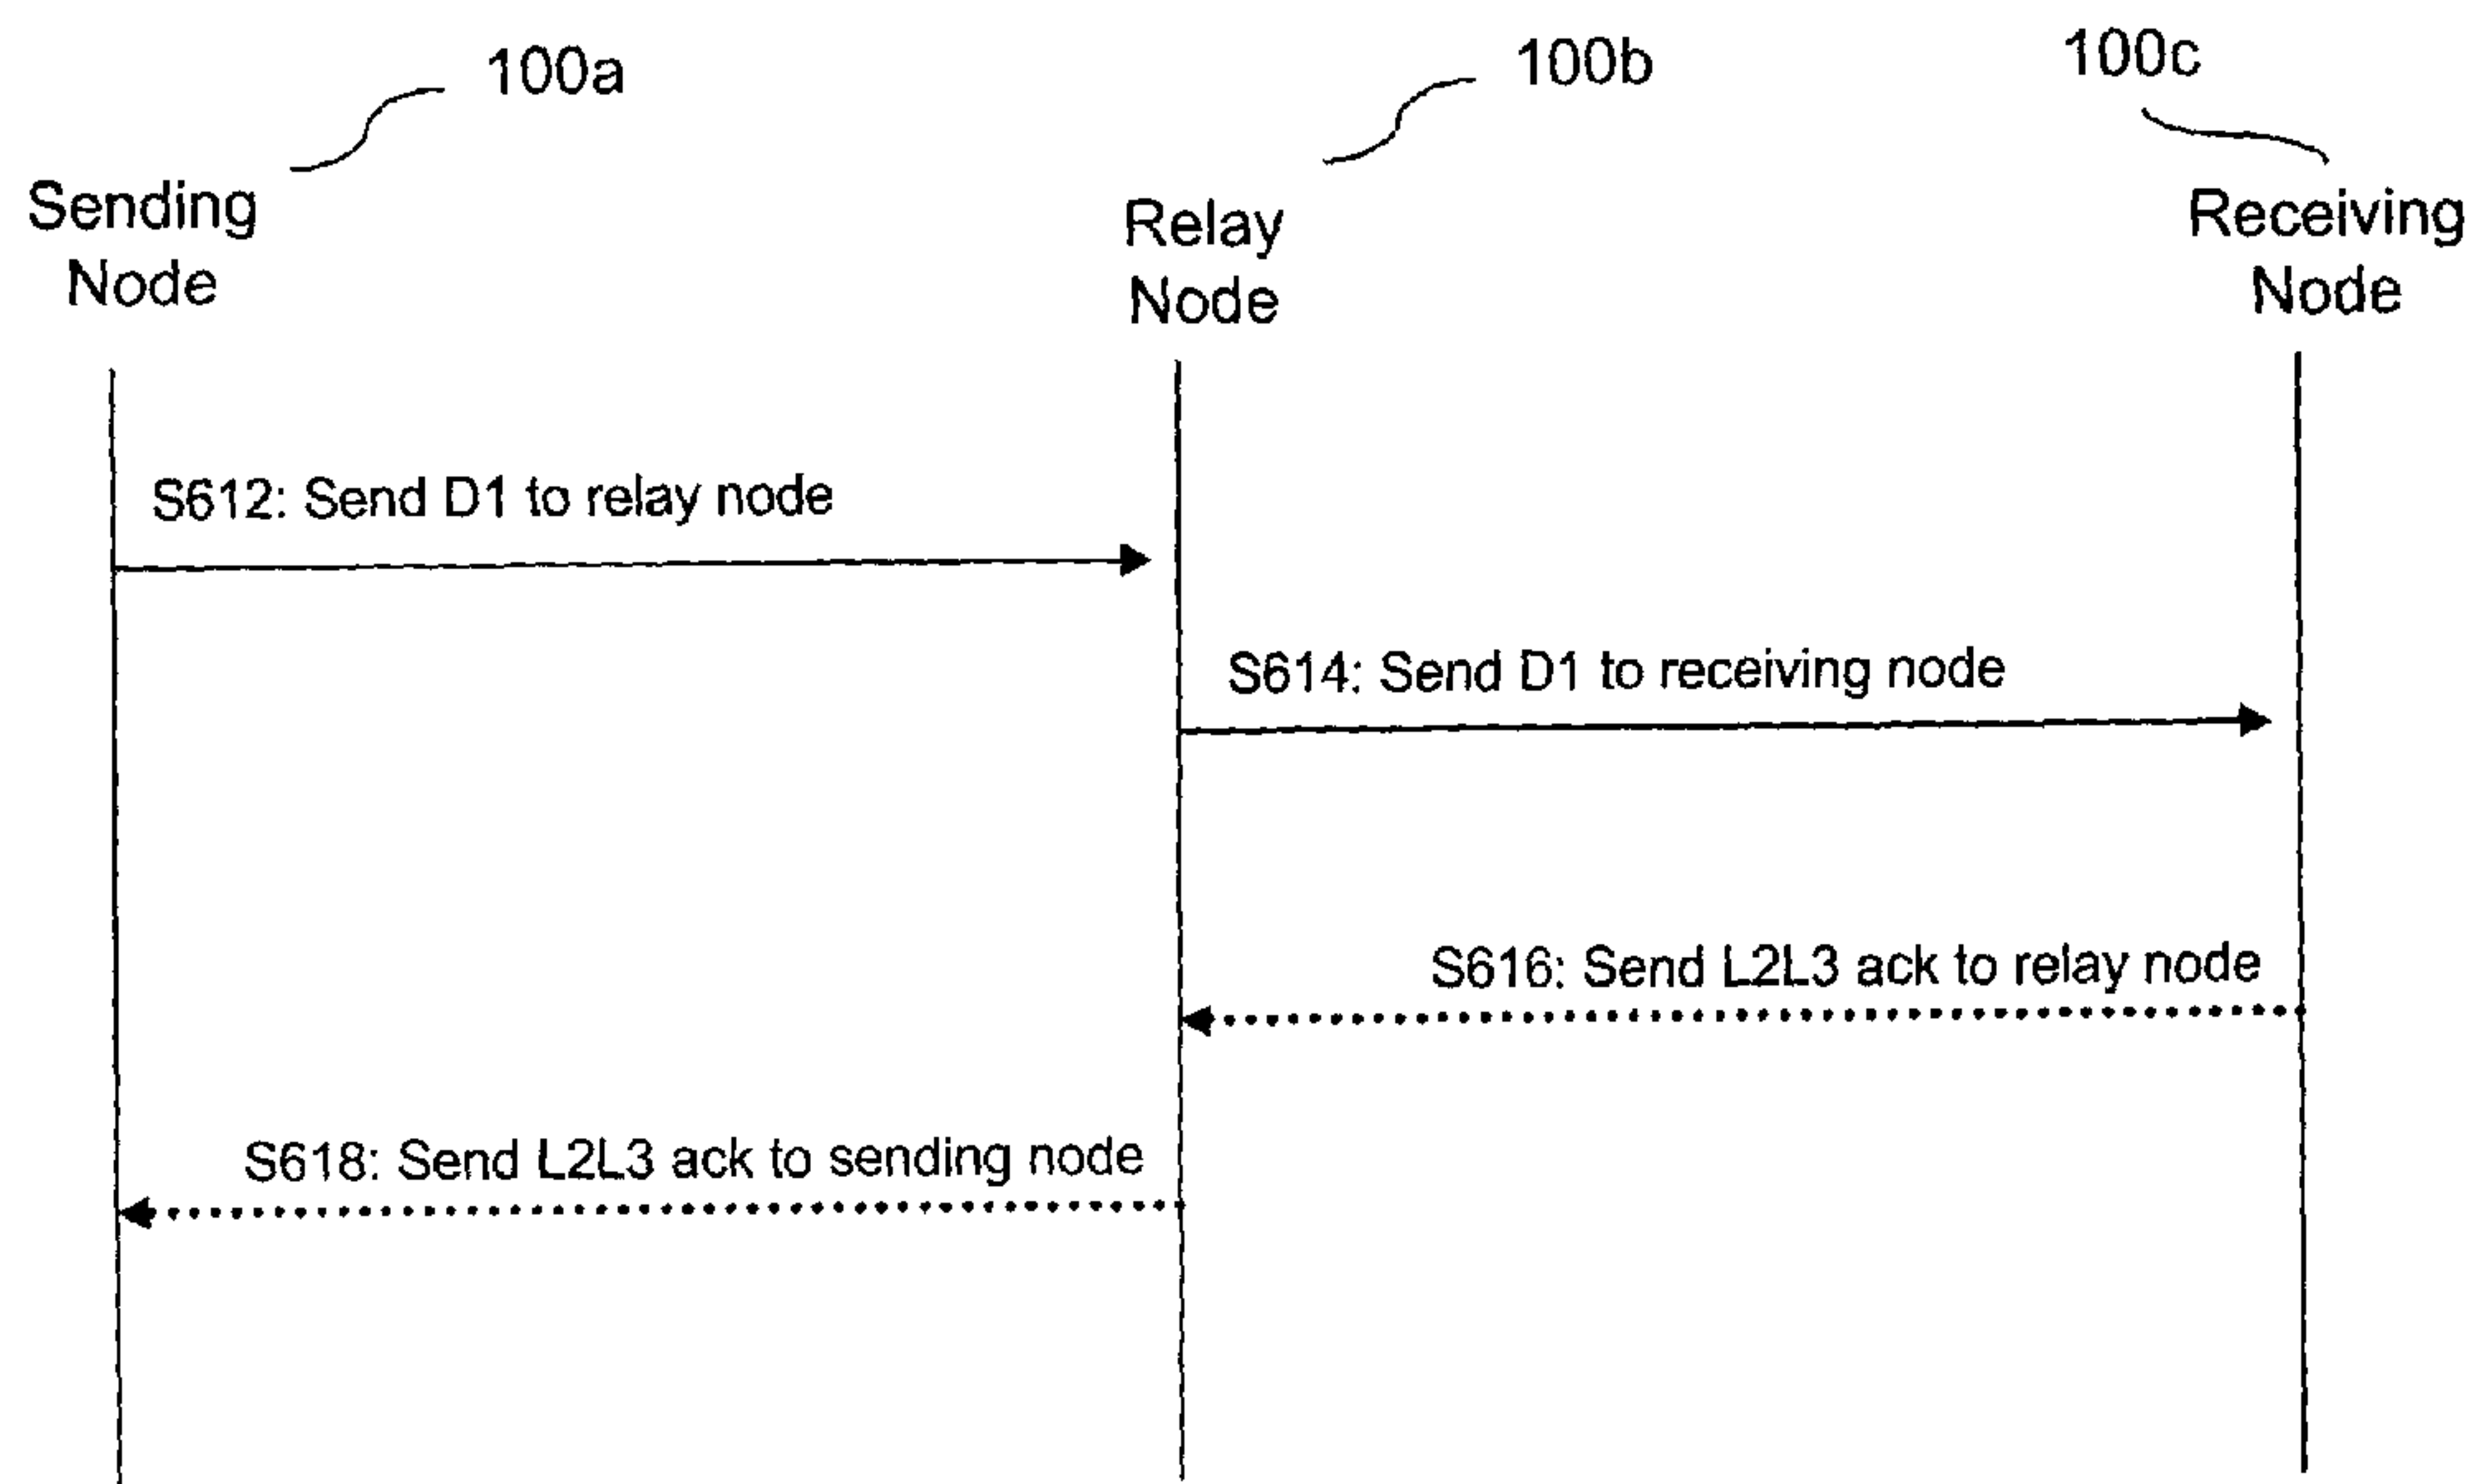 100a
100b
100c
Sending
Node
Relay
Node
Receiving
Node
S612: Send D1 to relay node
S614: Send D1 to receiving node
S616: Send L2L3 ack to relay node
S618: Send L2L3 ack to sending node